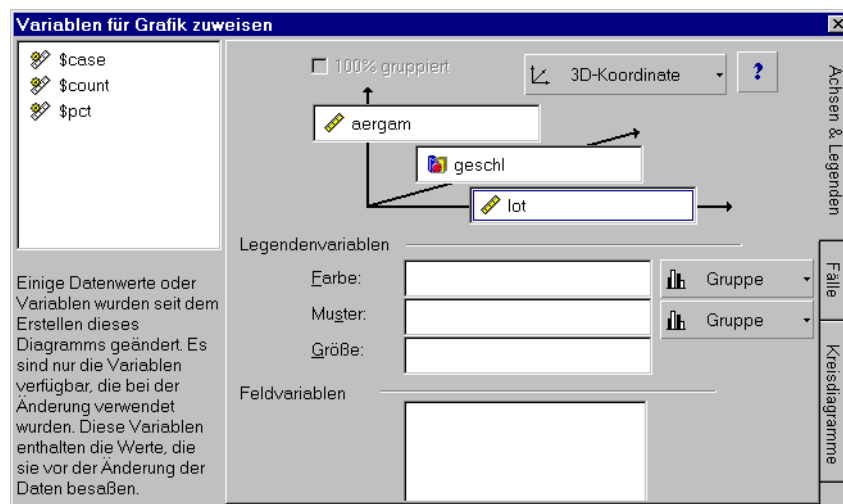 Variablen für Grafik zuweisen
$case
$count
$pct
100% gruppiert
3D-Koordinate
?
aergam
geschl
lot
Legendenvariablen
Farbe:
Gruppe
Muster:
Gruppe
Größe:
Feldvariablen
Einige Datenwerte oder
Variablen wurden seit dem
Erstellen dieses
Diagramms geändert. Es
sind nur die Variablen
verfügbar, die bei der
Änderung verwendet
wurden. Diese Variablen
enthalten die Werte, die
sie vor der Änderung der
Daten besaßen.
Achsen & Legenden
Fälle
Kreisdiagramme